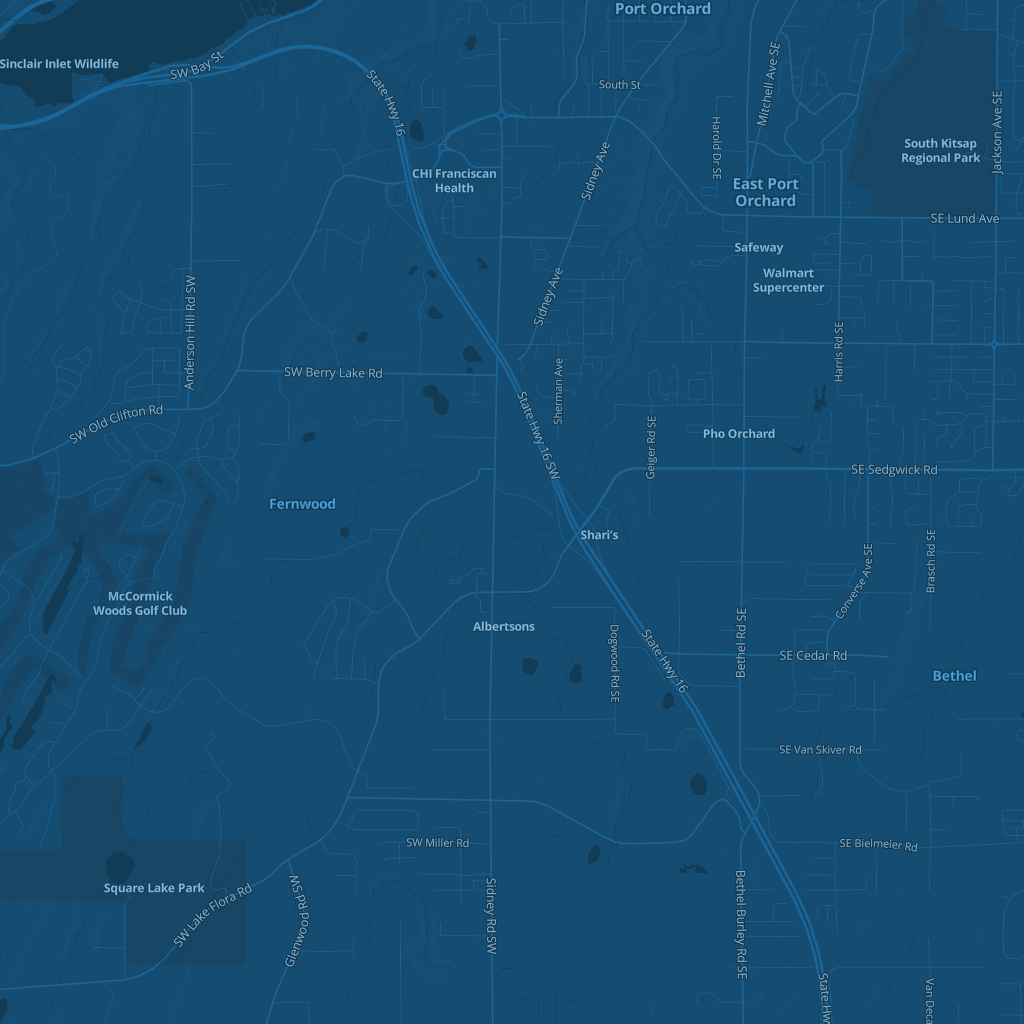 Port Orchard
Sinclair Inlet Wildlife
SW Bay St
State Hwy 16
South St
Mitchell Ave SE
Jackson Ave SE
Harold Dr SE
South Kitsap
Regional Park
CHI Franciscan
Health
Sidney Ave
East Port
Orchard
SE Lund Ave
Safeway
Walmart
Supercenter
Sidney Ave
Anderson Hill Rd SW
Harris Rd SE
SW Berry Lake Rd
Sherman Ave
SW Old Clifton Rd
State Hwy 16 SW
Geiger Rd SE
Pho Orchard
SE Sedgwick Rd
Fernwood
Shari's
Brasch Rd SE
Converse Ave SE
McCormick
Woods Golf Club
Albertsons
Dogwood Rd SE
State Hwy 16
Bethel Rd SE
SE Cedar Rd
Bethel
SE Van Skiver Rd
SW Miller Rd
SE Bielmeier Rd
Square Lake Park
SW Lake Flora Rd
Glenwood Rd SW
Sidney Rd SW
Bethel Burley Rd SE
State Hw
Van Deca